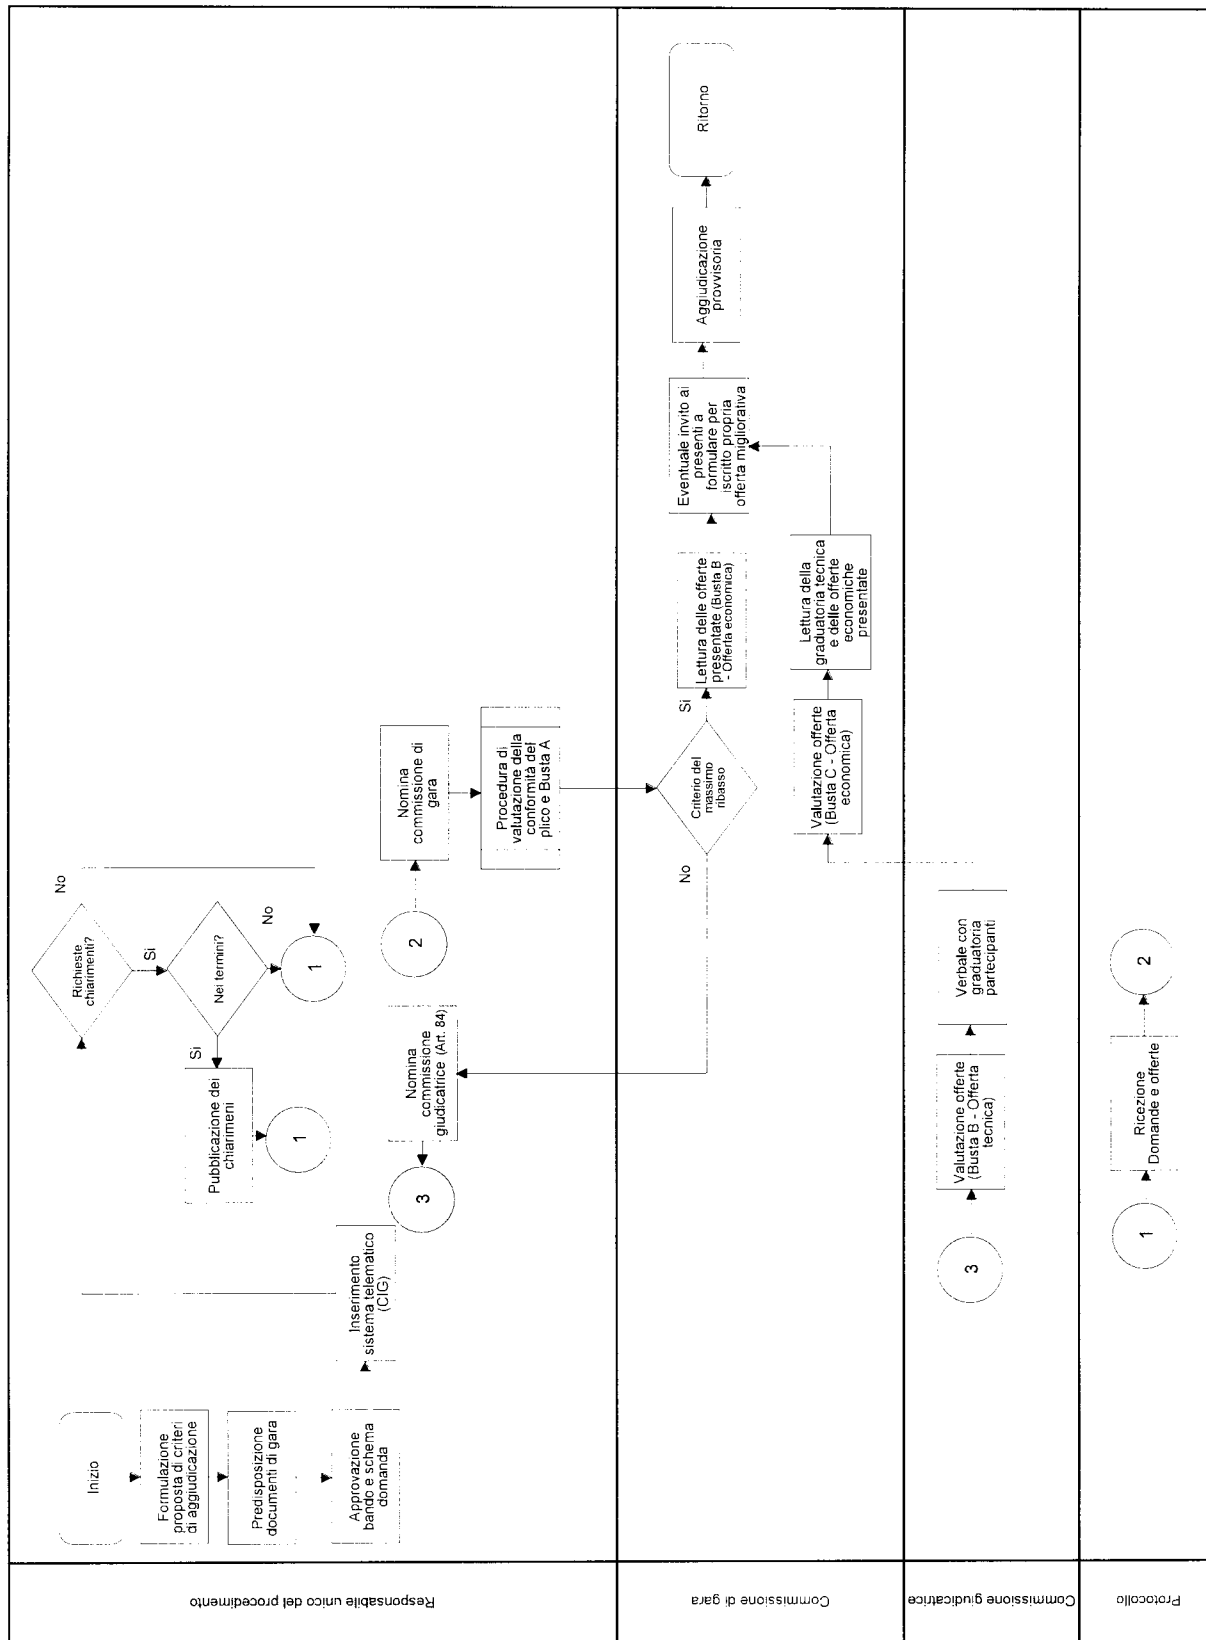 Responsabile unico del procedimento
Inizio
Formulazione
proposta di criteri
di aggiudicazione
Predisposizione
documenti di gara
Approvazione
bando e schema
domanda
Inserimento
sistema telematico
(CIG)
Richieste
chiarimenti?
No
Si
Nei termini?
No
Si
1
Pubblicazione dei
chiarimeni
1
2
Nomina
commissione di
gara
Procedura di
valutazione della
conformità del
plico e Busta A
Nomina
commissione
giudicatrice (Art. 84)
3
Commissione di gara
Criterio del
massimo
ribasso
No
Si
Lettura delle offerte
presentate (Busta B
- Offerta economica)
Eventuale invito ai
presenti a
formulare per
iscritto propria
offerta migliorativa
Aggiudicazione
provvisoria
Ritorno
Valutazione offerte
(Busta C - Offerta
economica)
Lettura della
graduatoria tecnica
e delle offerte
economiche
presentate
Commissione giudicatrice
3
Valutazione offerte
(Busta B - Offerta
tecnica)
Verbale con
graduatoria
partecipanti
Protocollo
1
Ricezione
Domande e offerte
2